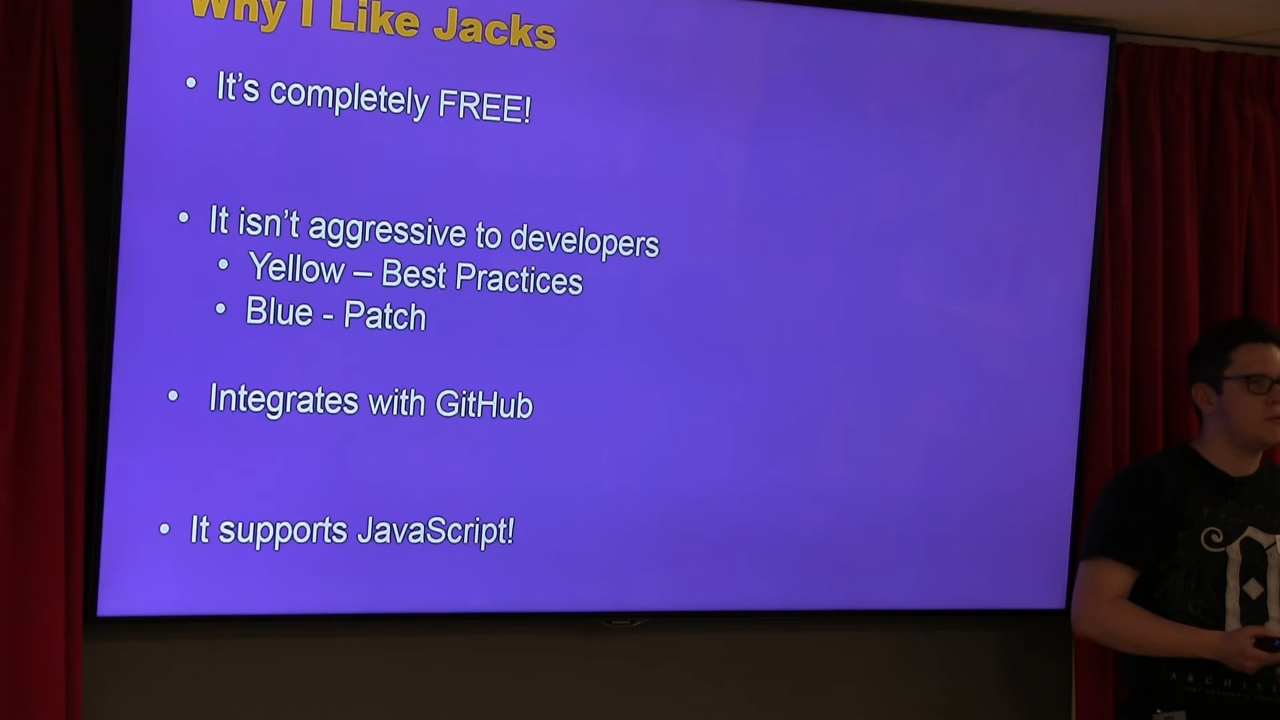 Why I Like Jacks
• It's completely FREE!
• It isn't aggressive to developers
• Yellow – Best Practices
• Blue - Patch
• Integrates with GitHub
• It supports JavaScript!